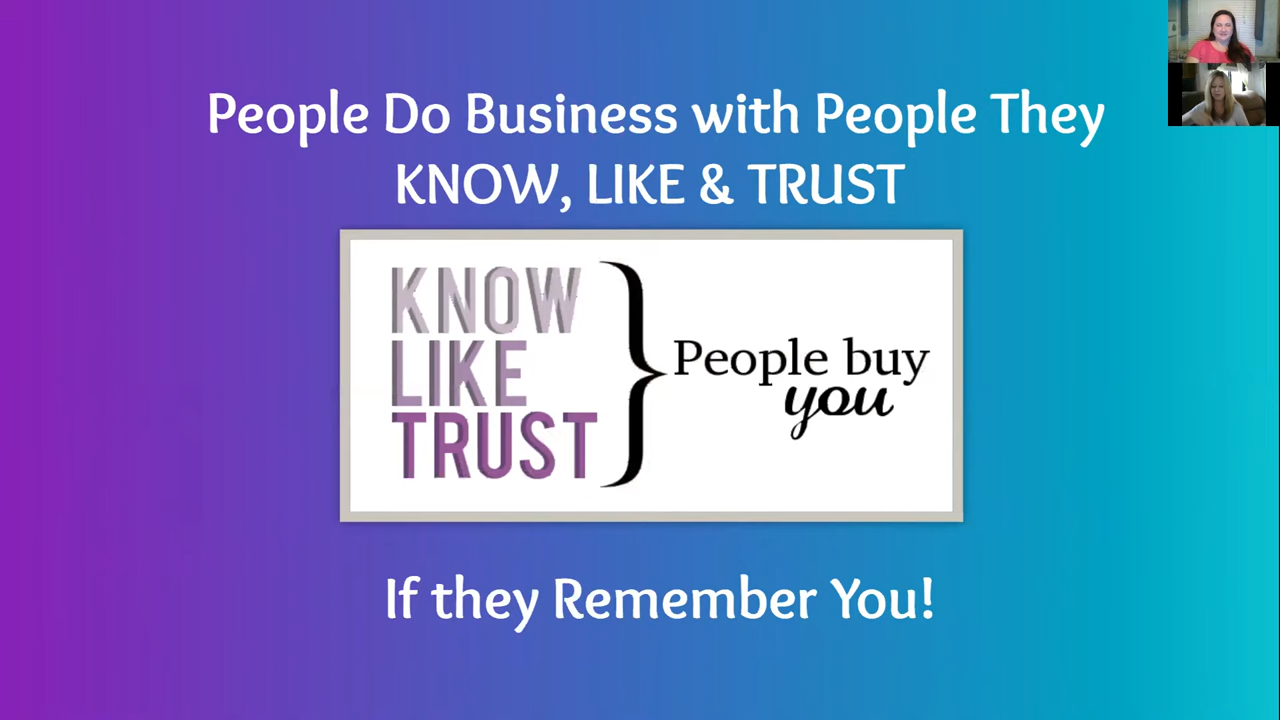 People Do Business with People They
KNOW, LIKE & TRUST
KNOW
LIKE
TRUST
People buy
you
If they Remember You!